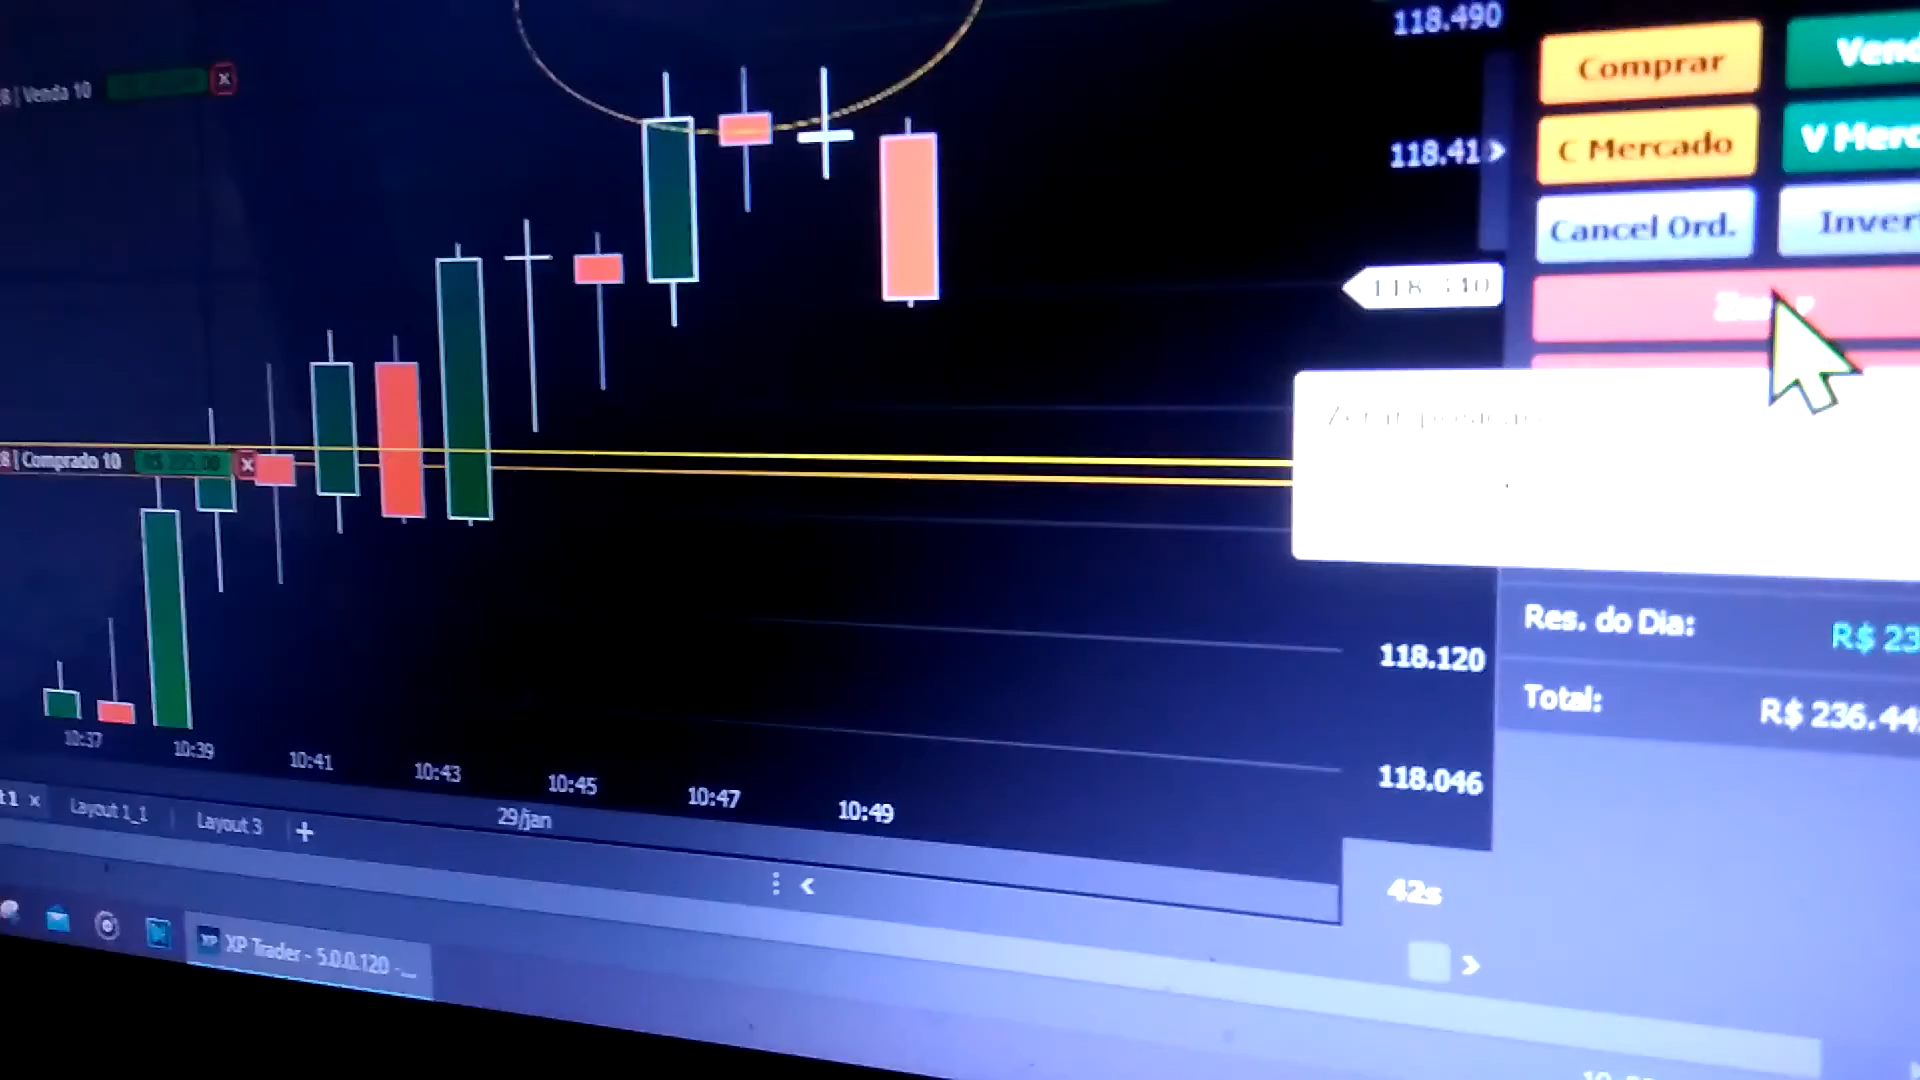 118.490
Comprar
Vend
| Venda 10
118.41
C Mercado
V Merc
Cancel Ord.
Inver
Zerar posição
| Comprado 10
Res. do Dia:
R$ 23
118.120
Total:
R$ 236.44
10:37
10:39
10:41
10:43
10:45
10:47
10:49
118.046
29/jan
Layout 1_1
Layout 3
42s
XP Trader - 5.0.0.120 -...